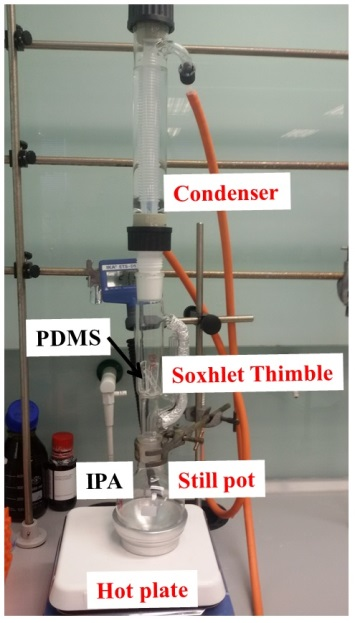 Condenser
PDMS
Soxhlet Thimble
IPA
Still pot
Hot plate